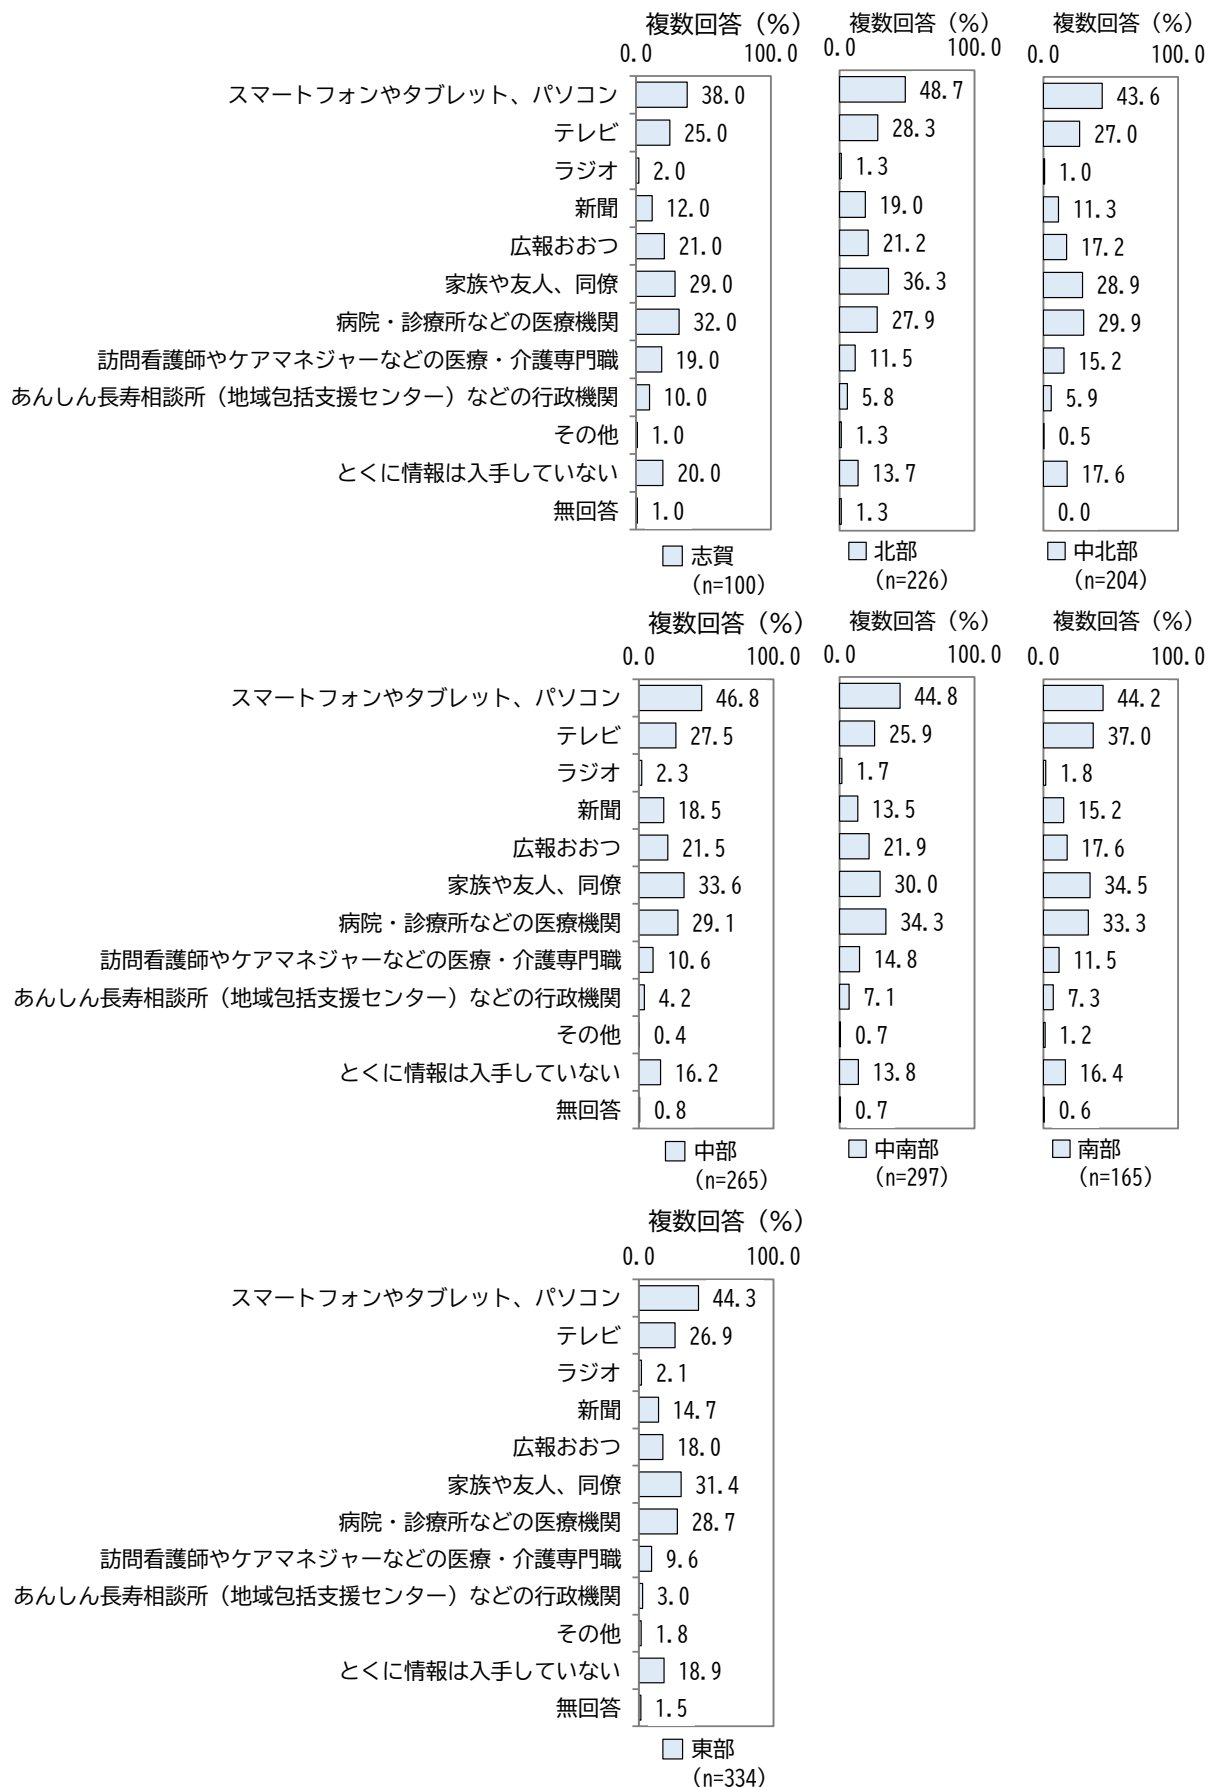 複数回答（%） 複数回答（%） 複数回答（%）
0.0 100.0 0.0 100.0 0.0 100.0
スマートフォンやタブレット、パソコン 38.0 48.7 43.6
テレビ 25.0 28.3 27.0
ラジオ 2.0 1.3 1.0
新聞 12.0 19.0 11.3
広報おおつ 21.0 21.2 17.2
家族や友人、同僚 29.0 36.3 28.9
病院・診療所などの医療機関 32.0 27.9 29.9
訪問看護師やケアマネジャーなどの医療・介護専門職 19.0 11.5 15.2
あんしん長寿相談所（地域包括支援センター）などの行政機関 10.0 5.8 5.9
その他 1.0 1.3 0.5
とくに情報は入手していない 20.0 13.7 17.6
無回答 1.0 1.3 0.0
志賀 北部 中北部
（n=100） （n=226） （n=204）
複数回答（%） 複数回答（%） 複数回答（%）
0.0 100.0 0.0 100.0 0.0 100.0
スマートフォンやタブレット、パソコン 46.8 44.8 44.2
テレビ 27.5 25.9 37.0
ラジオ 2.3 1.7 1.8
新聞 18.5 13.5 15.2
広報おおつ 21.5 21.9 17.6
家族や友人、同僚 33.6 30.0 34.5
病院・診療所などの医療機関 29.1 34.3 33.3
訪問看護師やケアマネジャーなどの医療・介護専門職 10.6 14.8 11.5
あんしん長寿相談所（地域包括支援センター）などの行政機関 4.2 7.1 7.3
その他 0.4 0.7 1.2
とくに情報は入手していない 16.2 13.8 16.4
無回答 0.8 0.7 0.6
中部 中南部 南部
（n=265） （n=297） （n=165）
複数回答（%）
0.0 100.0
スマートフォンやタブレット、パソコン 44.3
テレビ 26.9
ラジオ 2.1
新聞 14.7
広報おおつ 18.0
家族や友人、同僚 31.4
病院・診療所などの医療機関 28.7
訪問看護師やケアマネジャーなどの医療・介護専門職 9.6
あんしん長寿相談所（地域包括支援センター）などの行政機関 3.0
その他 1.8
とくに情報は入手していない 18.9
無回答 1.5
東部
（n=334）